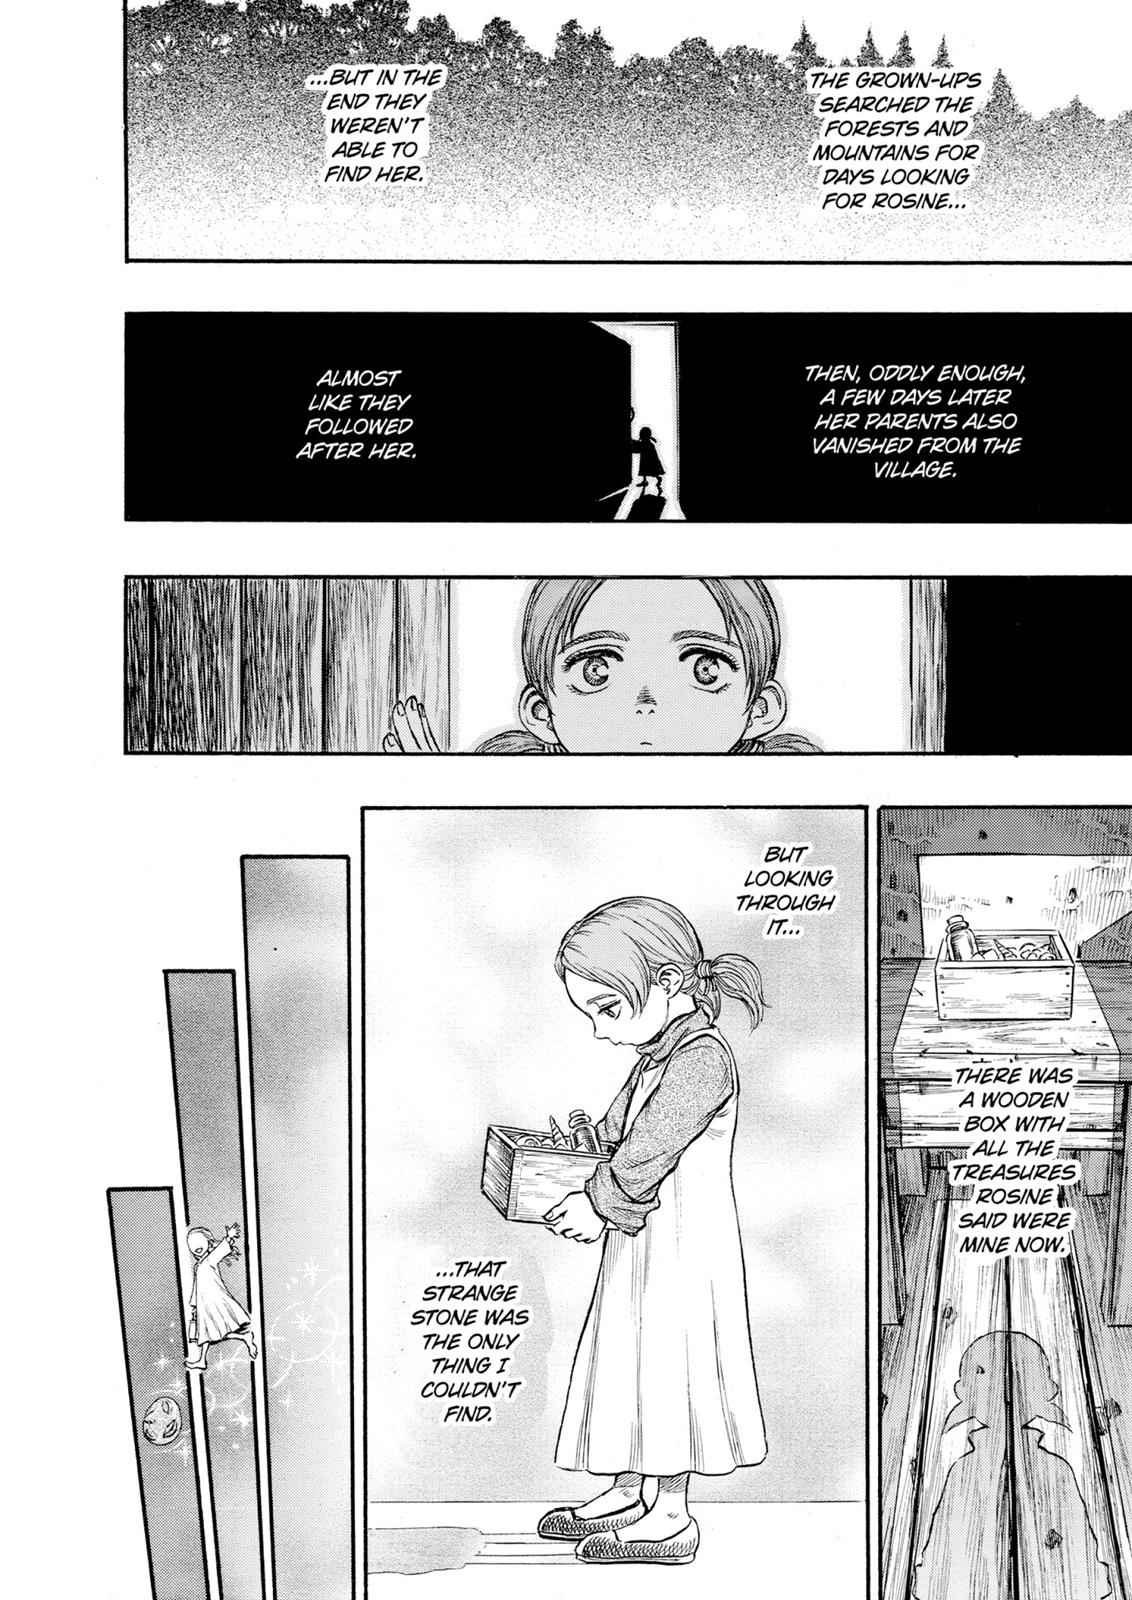 THE GROWN-UPS
SEARCHED THE
FORESTS AND
MOUNTAINS FOR
DAYS LOOKING
FOR ROSINE...
...BUT IN THE
END THEY
WEREN'T
ABLE TO
FIND HER.
THEN, ODDLY ENOUGH,
A FEW DAYS LATER
HER PARENTS ALSO
VANISHED FROM THE
VILLAGE.
ALMOST
LIKE THEY
FOLLOWED
AFTER HER.
THERE WAS
A WOODEN
BOX WITH
ALL THE
TREASURES
ROSINE
SAID WERE
MINE NOW.
BUT
LOOKING
THROUGH
IT...
...THAT
STRANGE
STONE WAS
THE ONLY
THING I
COULDN'T
FIND.